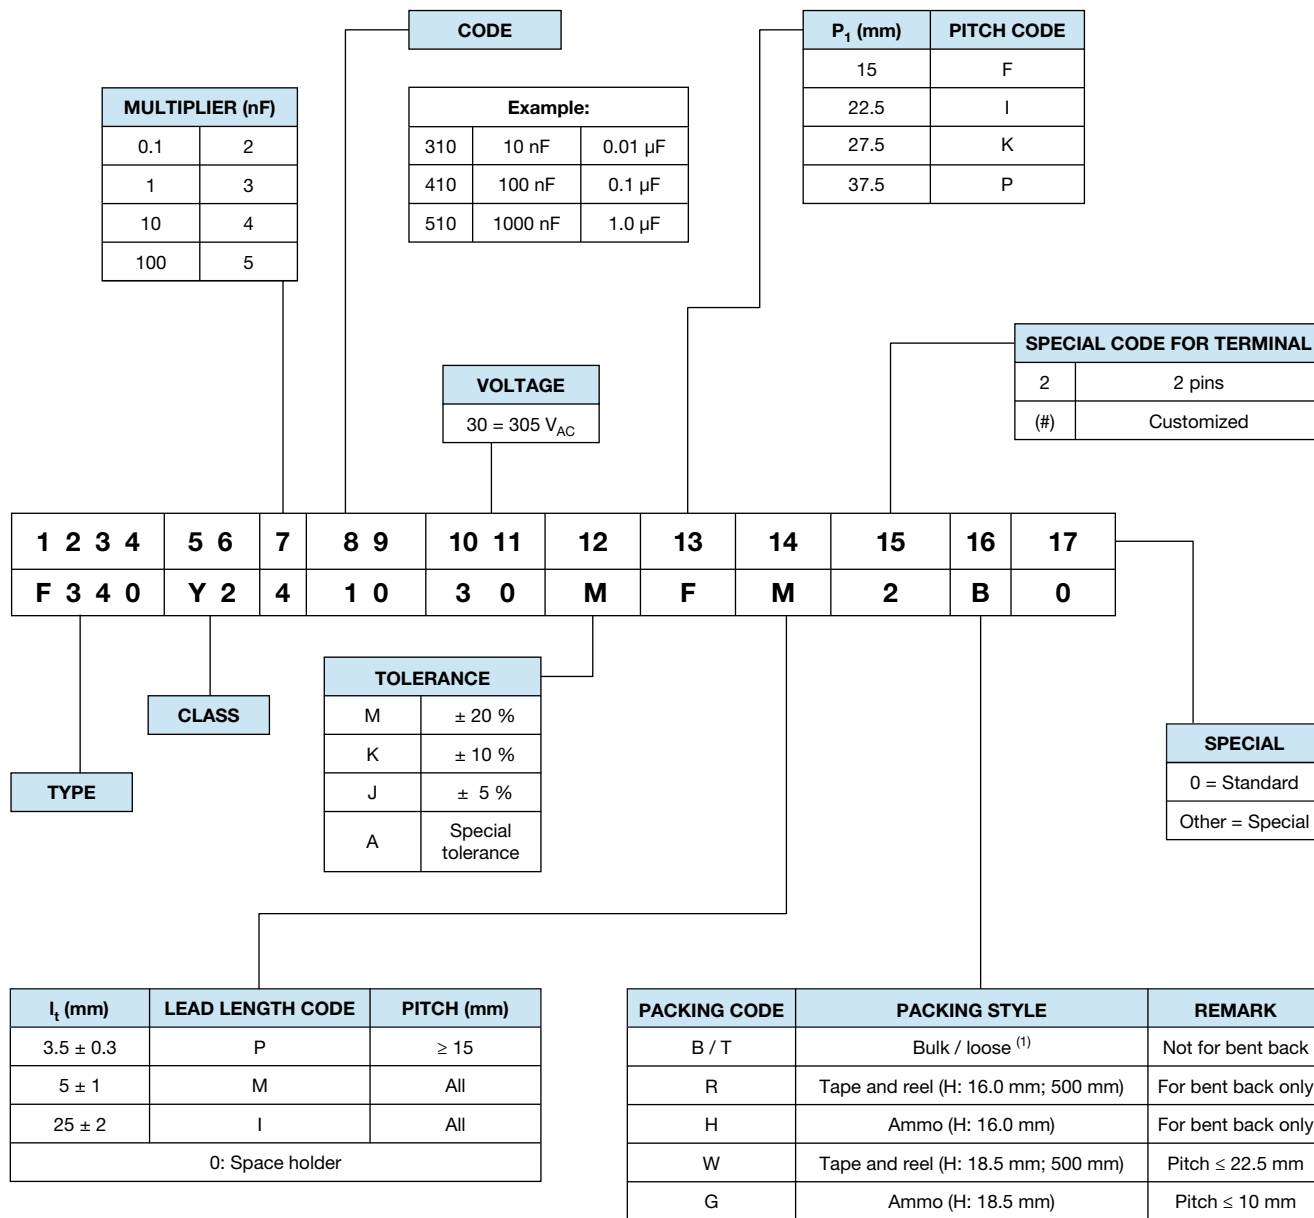 CODE
P1 (mm) PITCH CODE
15 F
22.5 I
27.5 K
37.5 P
MULTIPLIER (nF)
0.1 2
1 3
10 4
100 5
Example:
310 10 nF 0.01 µF
410 100 nF 0.1 µF
510 1000 nF 1.0 µF
SPECIAL CODE FOR TERMINAL
2 2 pins
(#) Customized
VOLTAGE
30 = 305 VAC
1 2 3 4 5 6 7 8 9 10 11 12 13 14 15 16 17
F 3 4 0 Y 2 4 1 0 3 0 M F M 2 B 0
TYPE
CLASS
TOLERANCE
M ± 20 %
K ± 10 %
J ± 5 %
A Special
tolerance
SPECIAL
0 = Standard
Other = Special
lt (mm) LEAD LENGTH CODE PITCH (mm)
3.5 ± 0.3 P ≥ 15
5 ± 1 M All
25 ± 2 I All
0: Space holder
PACKING CODE PACKING STYLE REMARK
B / T Bulk / loose (1) Not for bent back
R Tape and reel (H: 16.0 mm; 500 mm) For bent back only
H Ammo (H: 16.0 mm) For bent back only
W Tape and reel (H: 18.5 mm; 500 mm) Pitch ≤ 22.5 mm
G Ammo (H: 18.5 mm) Pitch ≤ 10 mm